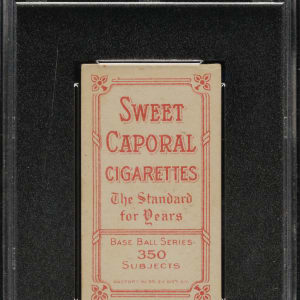 SWEET
CAPORAL
CIGARETTES
The Standard
for Years
BASE BALL SERIES-
350
SUBJECTS